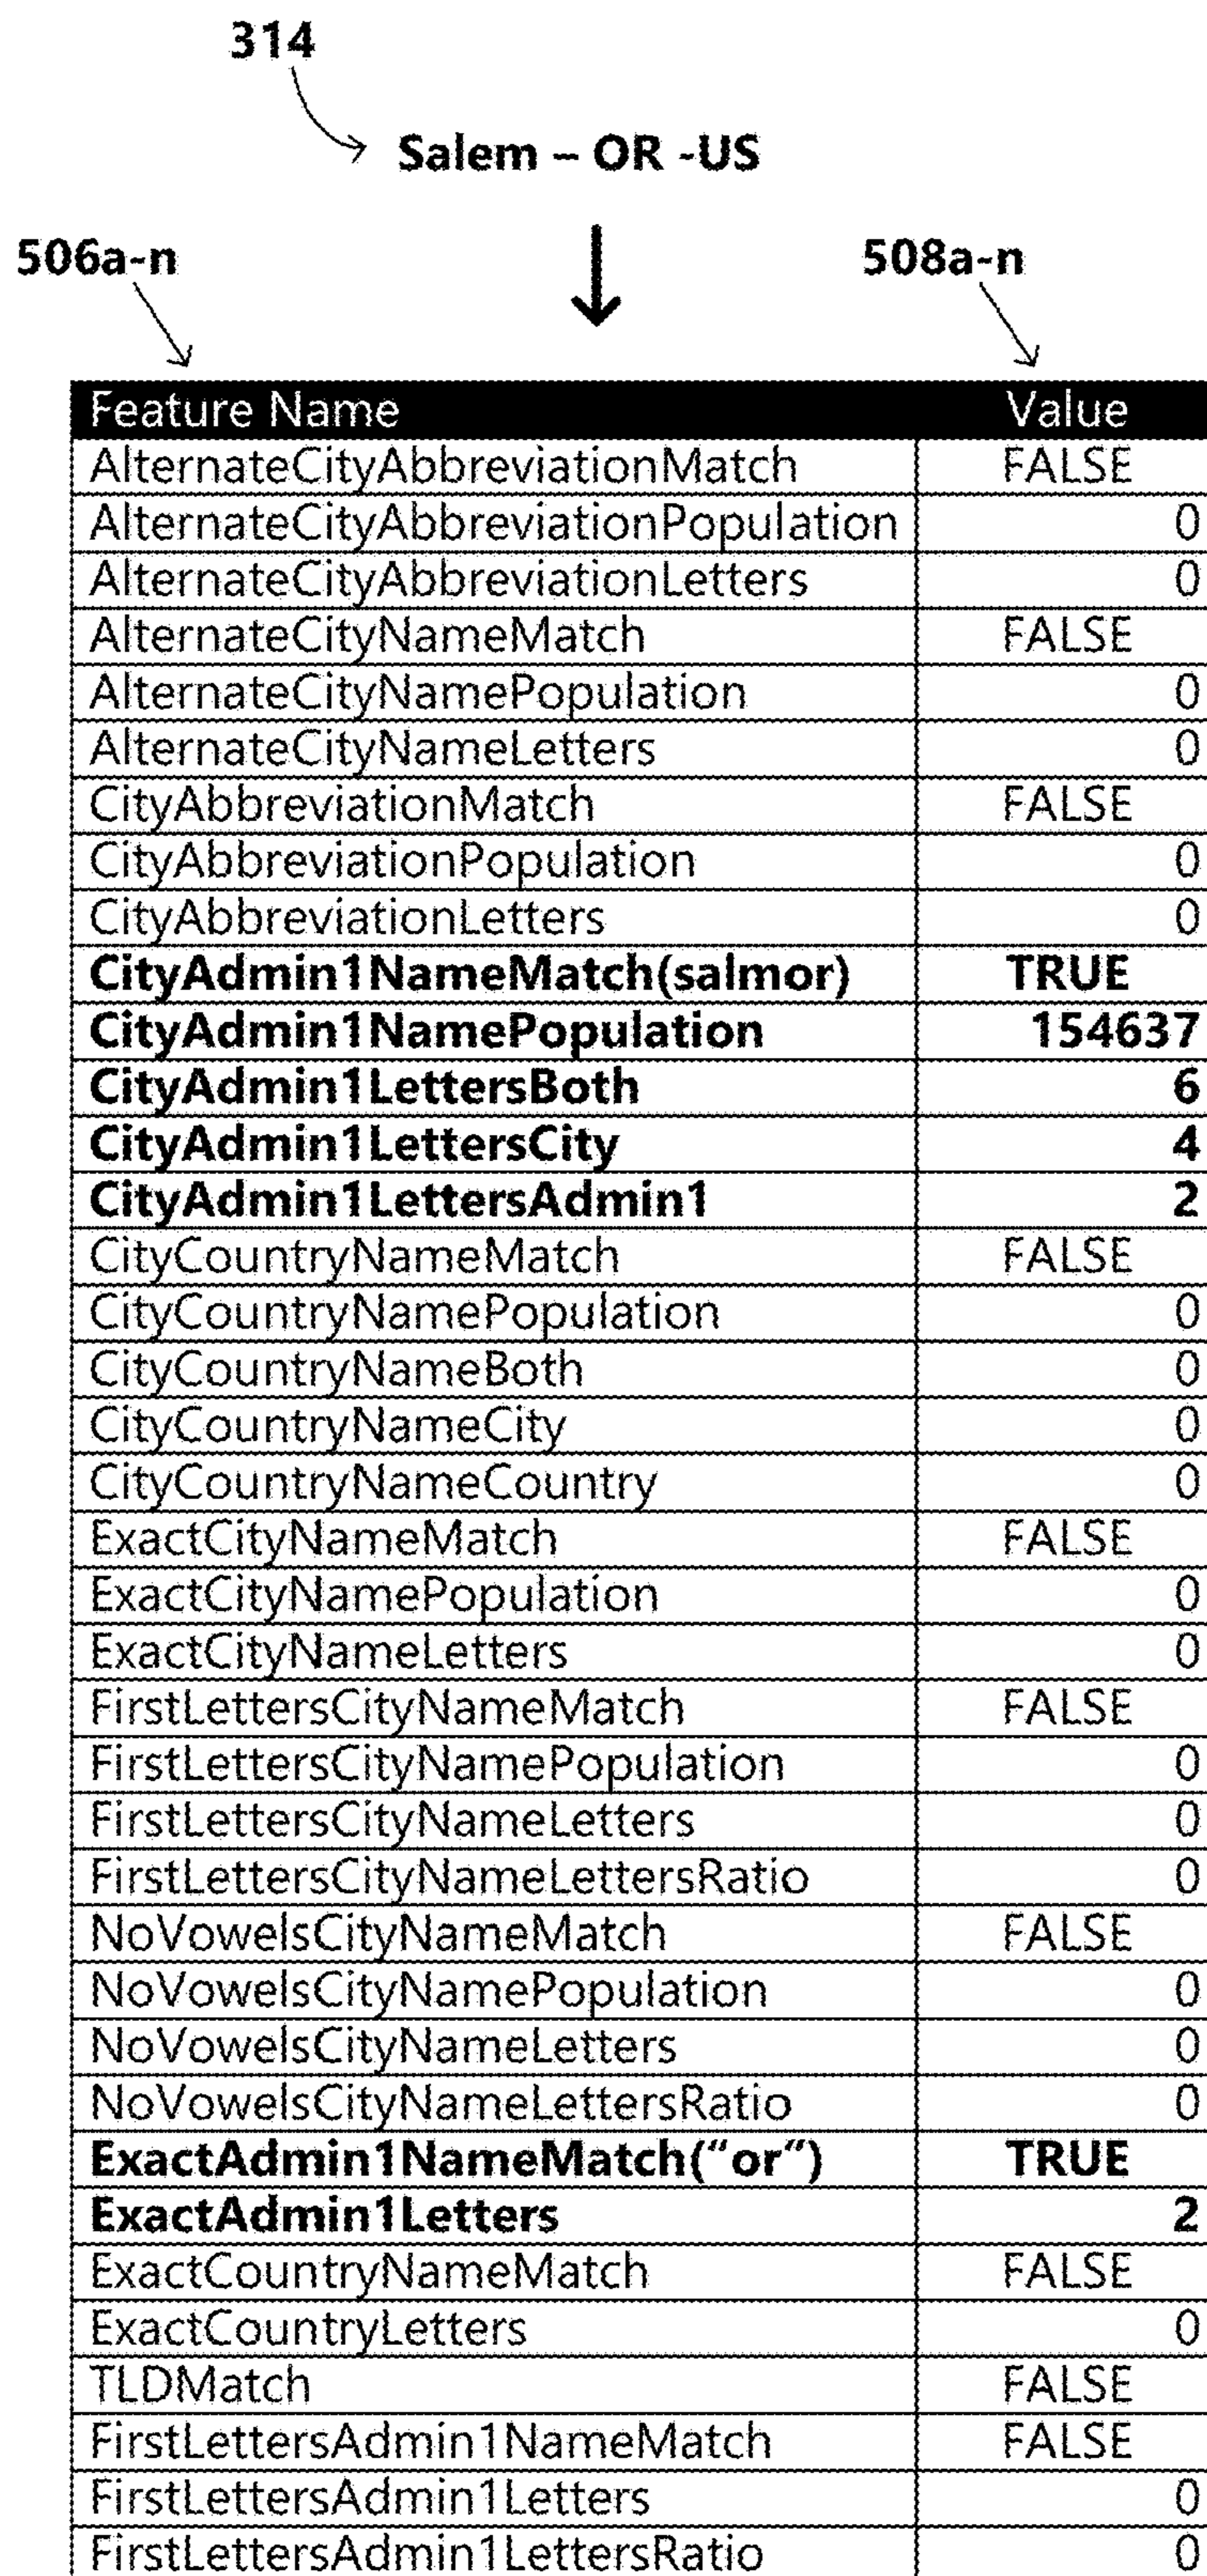 314
Salem – OR -US
506a-n 508a-n
Feature Name Value
AlternateCityAbbreviationMatch FALSE
AlternateCityAbbreviationPopulation 0
AlternateCityAbbreviationLetters 0
AlternateCityNameMatch FALSE
AlternateCityNamePopulation 0
AlternateCityNameLetters 0
CityAbbreviationMatch FALSE
CityAbbreviationPopulation 0
CityAbbreviationLetters 0
CityAdmin1NameMatch(salmor) TRUE
CityAdmin1NamePopulation 154637
CityAdmin1LettersBoth 6
CityAdmin1LettersCity 4
CityAdmin1LettersAdmin1 2
CityCountryNameMatch FALSE
CityCountryNamePopulation 0
CityCountryNameBoth 0
CityCountryNameCity 0
CityCountryNameCountry 0
ExactCityNameMatch FALSE
ExactCityNamePopulation 0
ExactCityNameLetters 0
FirstLettersCityNameMatch FALSE
FirstLettersCityNamePopulation 0
FirstLettersCityNameLetters 0
FirstLettersCityNameLettersRatio 0
NoVowelsCityNameMatch FALSE
NoVowelsCityNamePopulation 0
NoVowelsCityNameLetters 0
NoVowelsCityNameLettersRatio 0
ExactAdmin1NameMatch(“or”) TRUE
ExactAdmin1Letters 2
ExactCountryNameMatch FALSE
ExactCountryLetters 0
TLDMatch FALSE
FirstLettersAdmin1NameMatch FALSE
FirstLettersAdmin1Letters 0
FirstLettersAdmin1LettersRatio 0